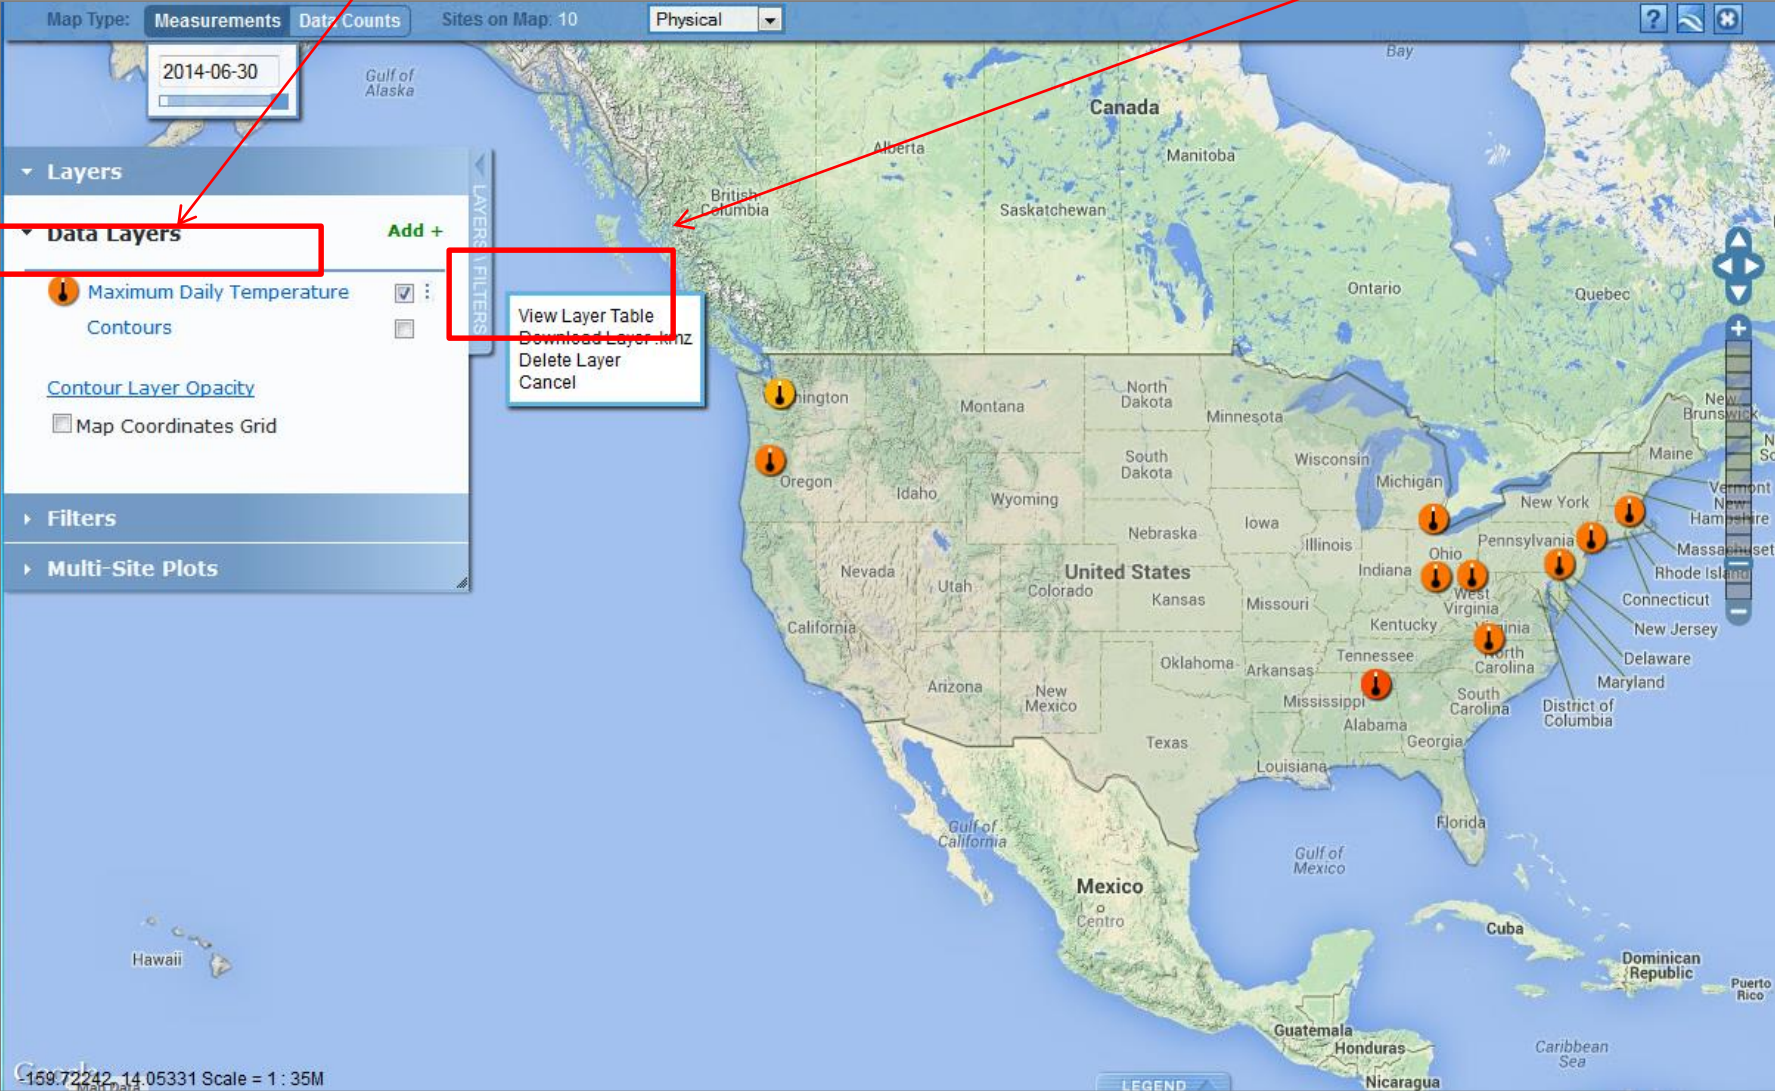 Map Type: Measurements Data Counts Sites on Map: 10 Physical
2014-06-30
Layers
Data Layers Add +
Maximum Daily Temperature
Contours
Contour Layer Opacity
Map Coordinates Grid
Filters
Multi-Site Plots
LAYERS \ FILTERS
View Layer Table
Download Layer .kmz
Delete Layer
Cancel
Gulf of
Alaska
Bay
Canada
Alberta
Manitoba
British
Columbia
Saskatchewan
Ontario
Quebec
North
Dakota
Montana
Minnesota
New
Brunswick
Maine
South
Dakota
Wisconsin
Michigan
Oregon
Idaho
Wyoming
New York
Vermont
New
Hampshire
Nebraska
Iowa
Illinois
Ohio
Pennsylvania
Massachuset
Nevada
Utah
Colorado
United States
Kansas
Missouri
Indiana
West
Virginia
Rhode Island
Connecticut
California
Kentucky
New Jersey
Oklahoma
Arkansas
Tennessee
North
Carolina
Delaware
Maryland
Arizona
New
Mexico
Mississippi
Alabama
South
Carolina
District of
Columbia
Texas
Georgia
Louisiana
Florida
Gulf of
California
Gulf of
Mexico
Mexico
Centro
Cuba
Hawaii
Dominican
Republic
Puerto
Rico
Guatemala
Honduras
Caribbean
Sea
Nicaragua
-159.72242, 14.05331 Scale = 1 : 35M
LEGEND